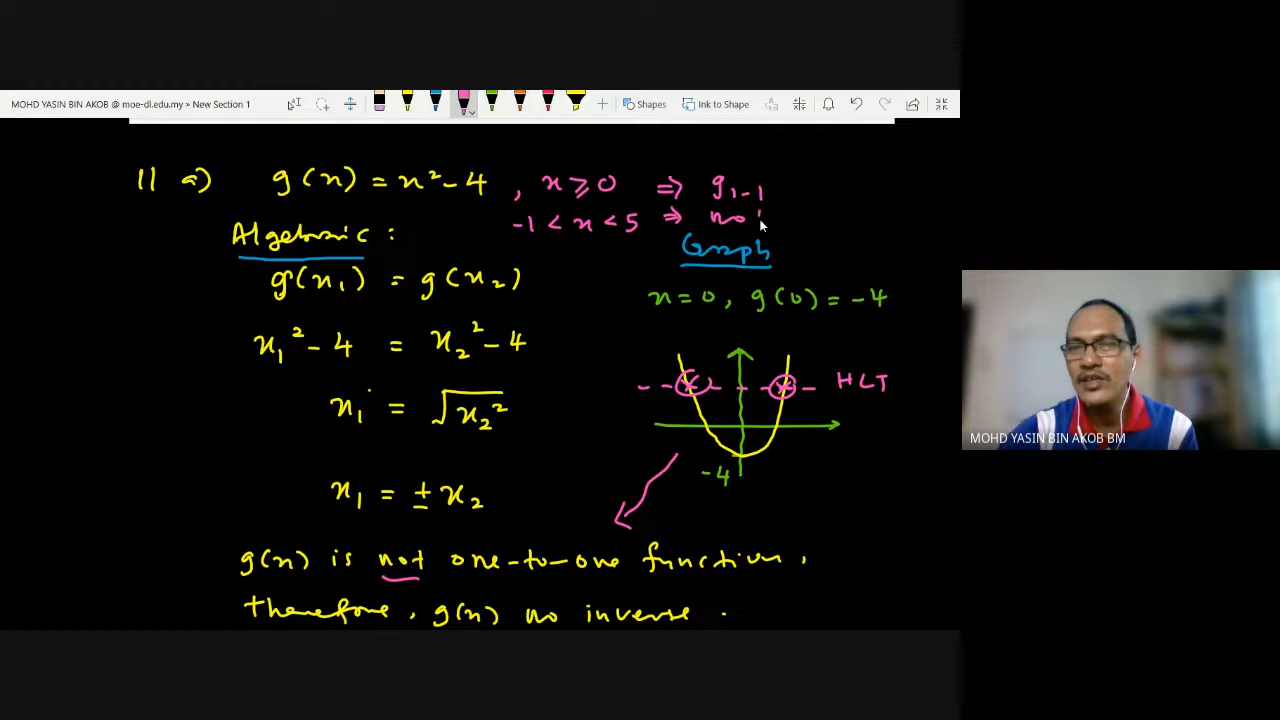 MOHD YASIN BIN AKOB @ moe-dl.edu.my » New Section 1
Shapes
Ink to Shape
11 a) g(x) = x² - 4 , x ⩾ 0 ⇒ g 1-1
-1 < x < 5 ⇒ no
Algebraic :
g(x₁) = g(x₂)
x₁² - 4 = x₂² - 4
x₁ = √x₂²
x₁ = ± x₂
Graph
x = 0, g(0) = -4
HLT
-4
g(x) is not one-to-one function,
therefore, g(x) no inverse.
MOHD YASIN BIN AKOB BM